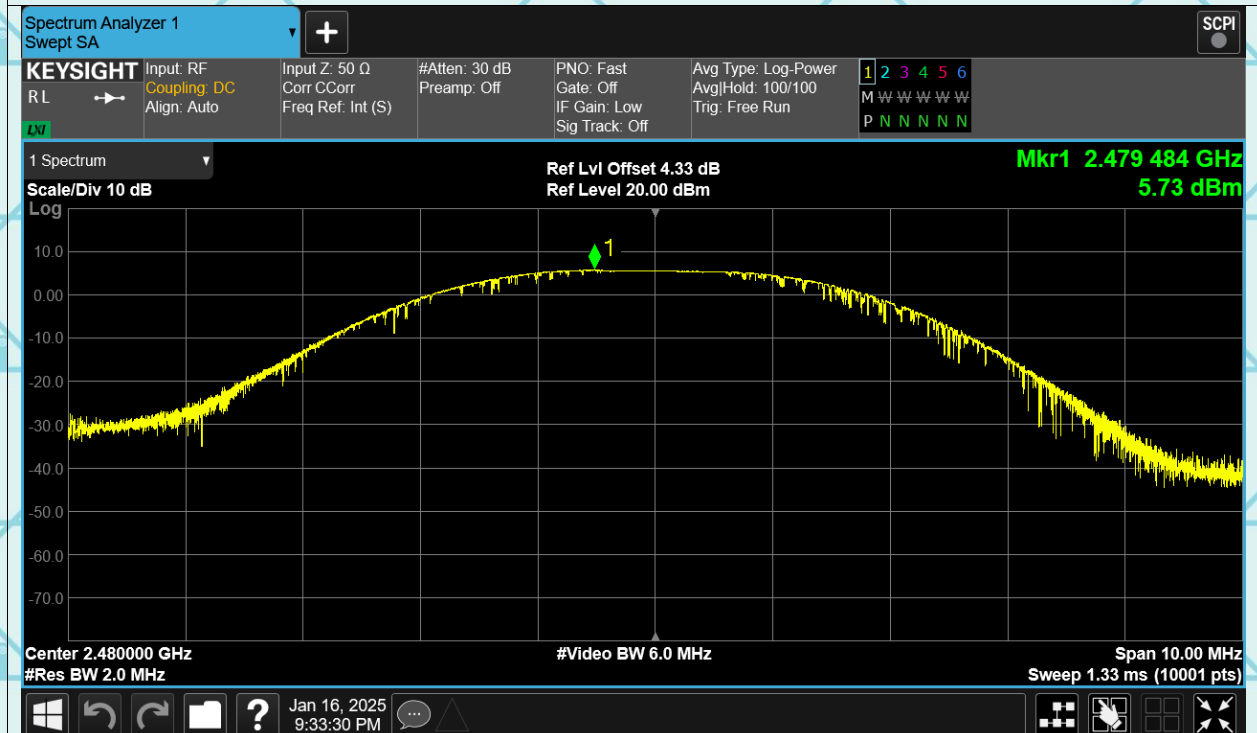 Spectrum Analyzer 1
Swept SA
SCPI
KEYSIGHT
RL
LXI
Input: RF
Coupling: DC
Align: Auto
Input Z: 50 Ω
Corr CCorr
Freq Ref: Int (S)
#Atten: 30 dB
Preamp: Off
PNO: Fast
Gate: Off
IF Gain: Low
Sig Track: Off
Avg Type: Log-Power
Avg|Hold: 100/100
Trig: Free Run
1 2 3 4 5 6
M W W W W W
P N N N N N N
1 Spectrum
Scale/Div 10 dB
Log
Ref Lvl Offset 4.33 dB
Ref Level 20.00 dBm
Mkr1 2.479 484 GHz
5.73 dBm
1
10.0
0.00
-10.0
-20.0
-30.0
-40.0
-50.0
-60.0
-70.0
Center 2.480000 GHz
#Res BW 2.0 MHz
#Video BW 6.0 MHz
Span 10.00 MHz
Sweep 1.33 ms (10001 pts)
?
Jan 16, 2025
9:33:30 PM